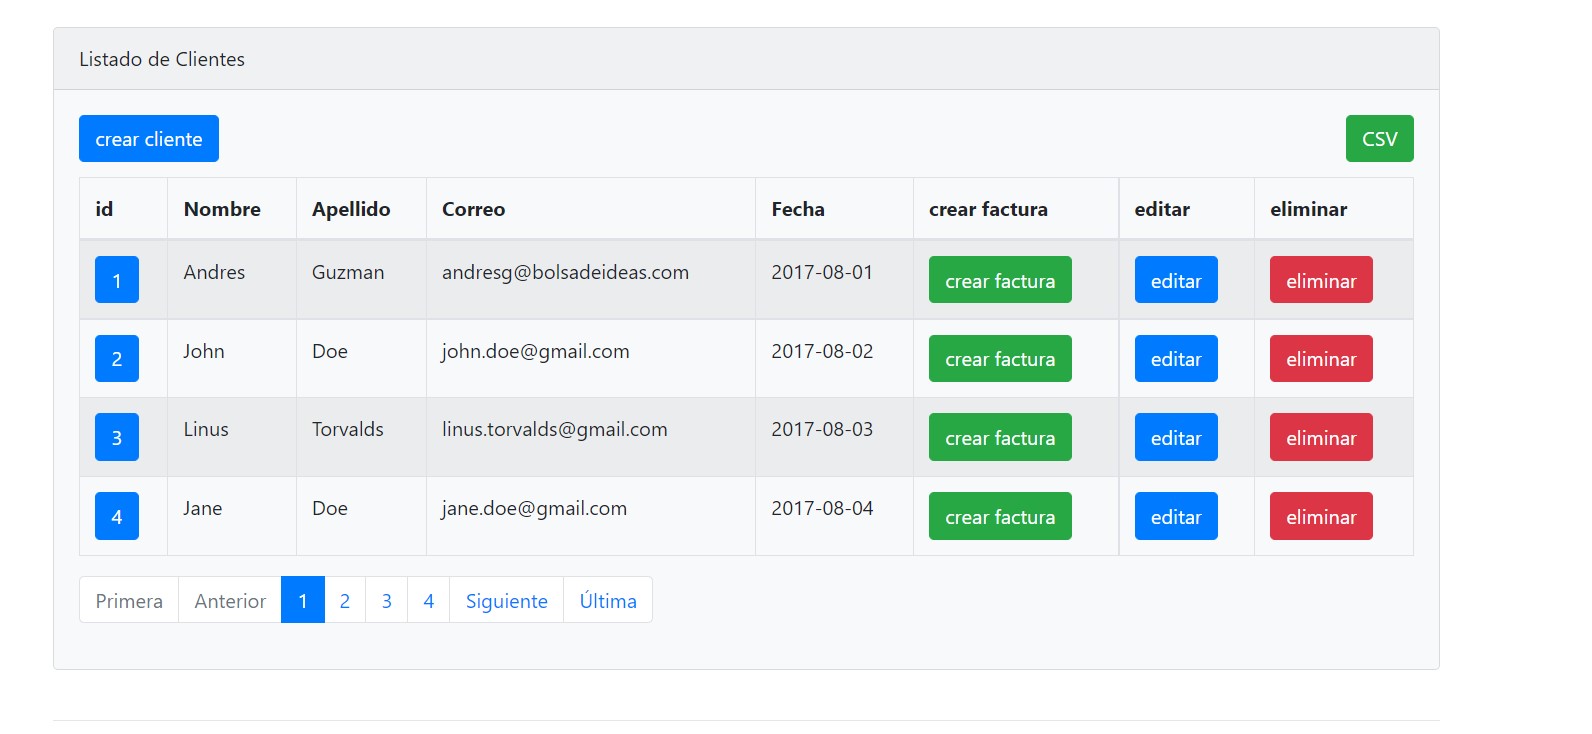 Listado de Clientes
crear cliente CSV
id Nombre Apellido Correo Fecha crear factura editar eliminar
1 Andres Guzman andresg@bolsadeideas.com 2017-08-01 crear factura editar eliminar
2 John Doe john.doe@gmail.com 2017-08-02 crear factura editar eliminar
3 Linus Torvalds linus.torvalds@gmail.com 2017-08-03 crear factura editar eliminar
4 Jane Doe jane.doe@gmail.com 2017-08-04 crear factura editar eliminar
Primera Anterior 1 2 3 4 Siguiente Última